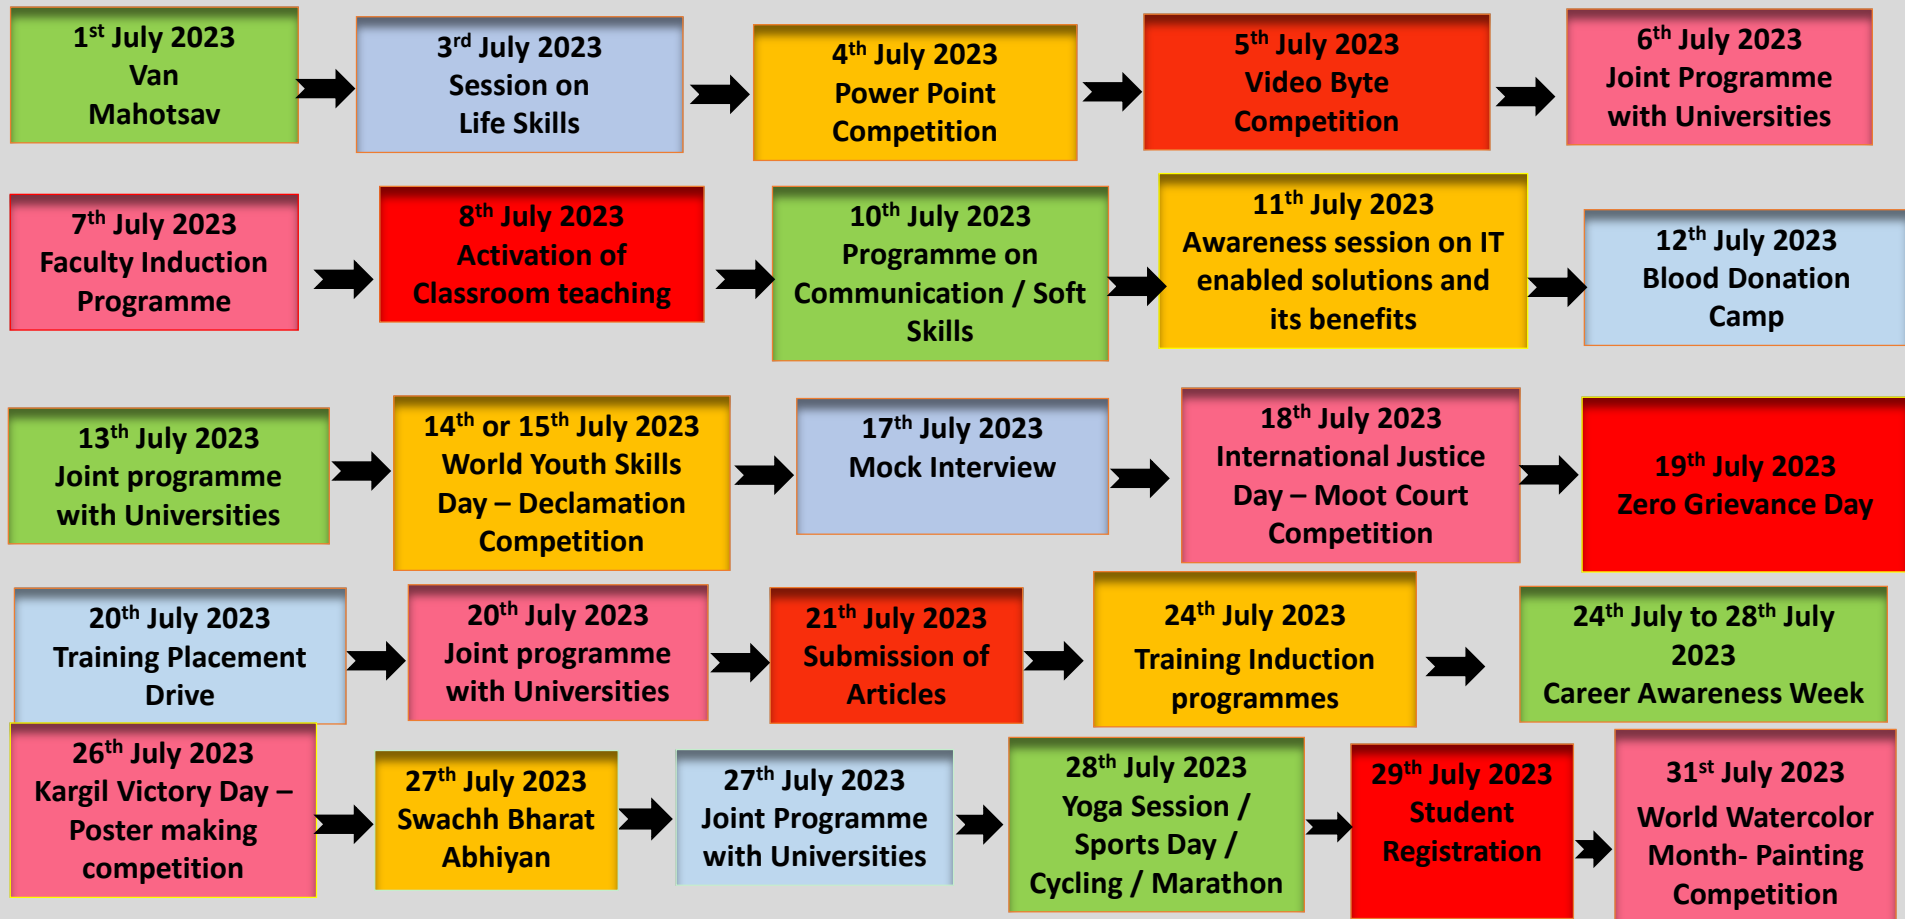 1st July 2023
Van
Mahotsav
3rd July 2023
Session on
Life Skills
4th July 2023
Power Point
Competition
5th July 2023
Video Byte
Competition
6th July 2023
Joint Programme
with Universities
7th July 2023
Faculty Induction
Programme
8th July 2023
Activation of
Classroom teaching
10th July 2023
Programme on
Communication / Soft
Skills
11th July 2023
Awareness session on IT
enabled solutions and
its benefits
12th July 2023
Blood Donation
Camp
13th July 2023
Joint programme
with Universities
14th or 15th July 2023
World Youth Skills
Day – Declamation
Competition
17th July 2023
Mock Interview
18th July 2023
International Justice
Day – Moot Court
Competition
19th July 2023
Zero Grievance Day
20th July 2023
Training Placement
Drive
20th July 2023
Joint programme
with Universities
21th July 2023
Submission of
Articles
24th July 2023
Training Induction
programmes
24th July to 28th July
2023
Career Awareness Week
26th July 2023
Kargil Victory Day –
Poster making
competition
27th July 2023
Swachh Bharat
Abhiyan
27th July 2023
Joint Programme
with Universities
28th July 2023
Yoga Session /
Sports Day /
Cycling / Marathon
29th July 2023
Student
Registration
31st July 2023
World Watercolor
Month- Painting
Competition